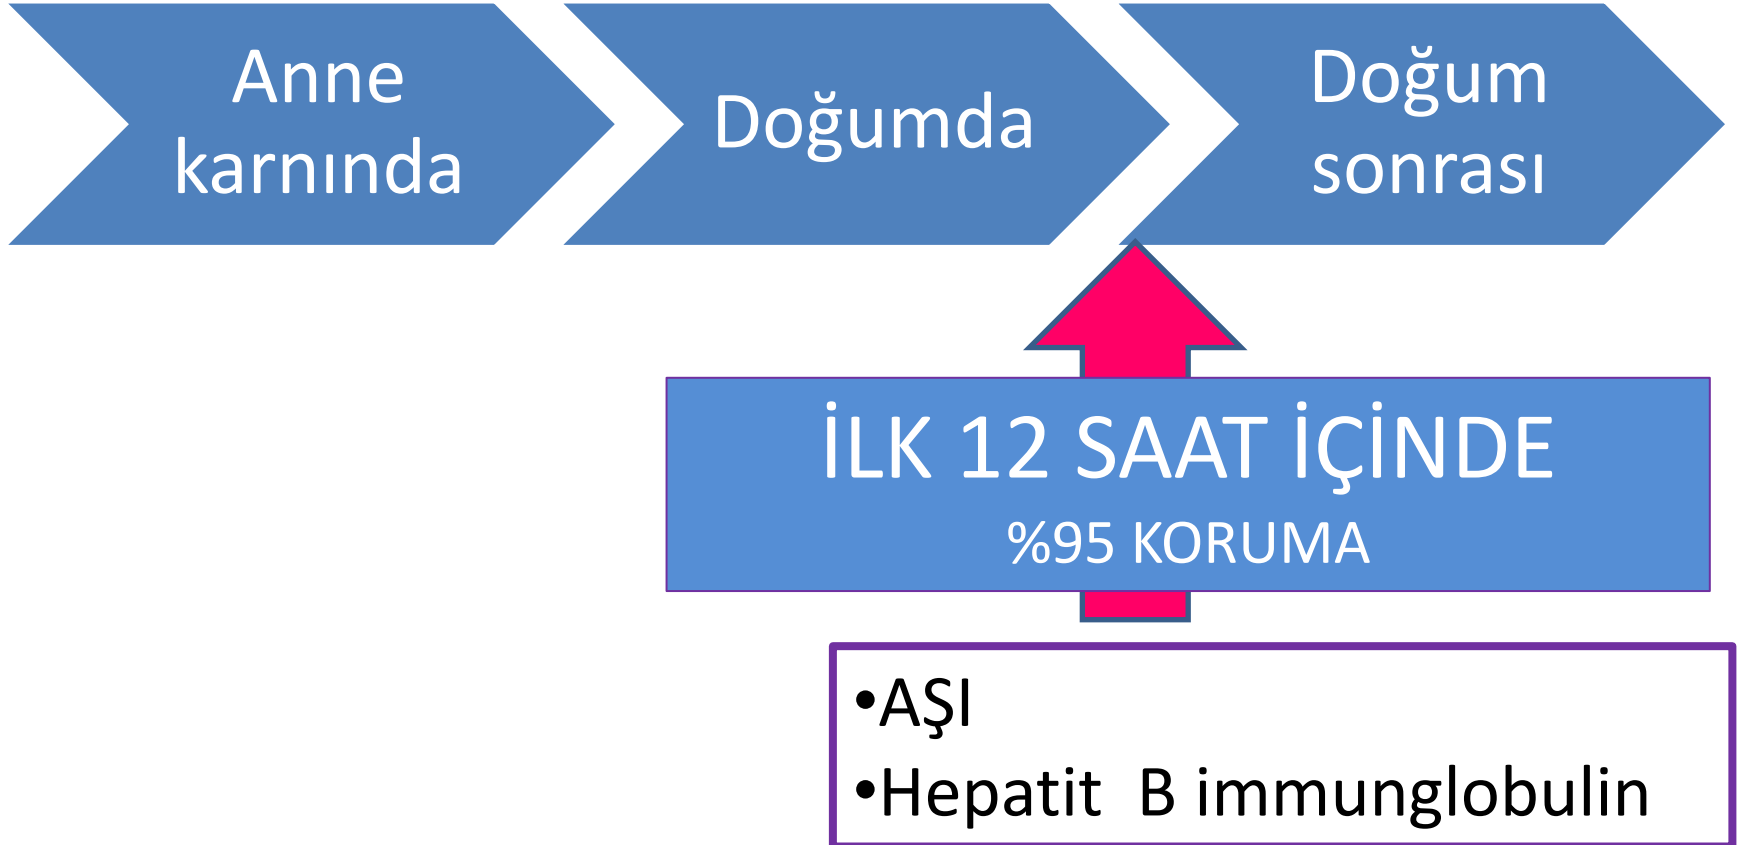 Anne
karnında
Doğumda
Doğum
sonrası
İLK 12 SAAT İÇİNDE
%95 KORUMA
•AŞI
•Hepatit  B immunglobulin